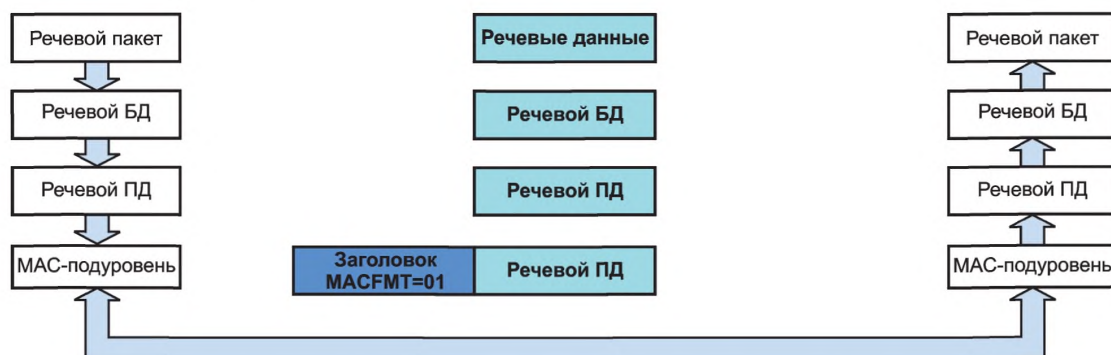 Речевой пакет
Речевые данные
Речевой пакет
Речевой БД
Речевой БД
Речевой БД
Речевой ПД
Речевой ПД
Речевой ПД
МАС-подуровень
Заголовок
MACFMT=01
Речевой ПД
МАС-подуровень